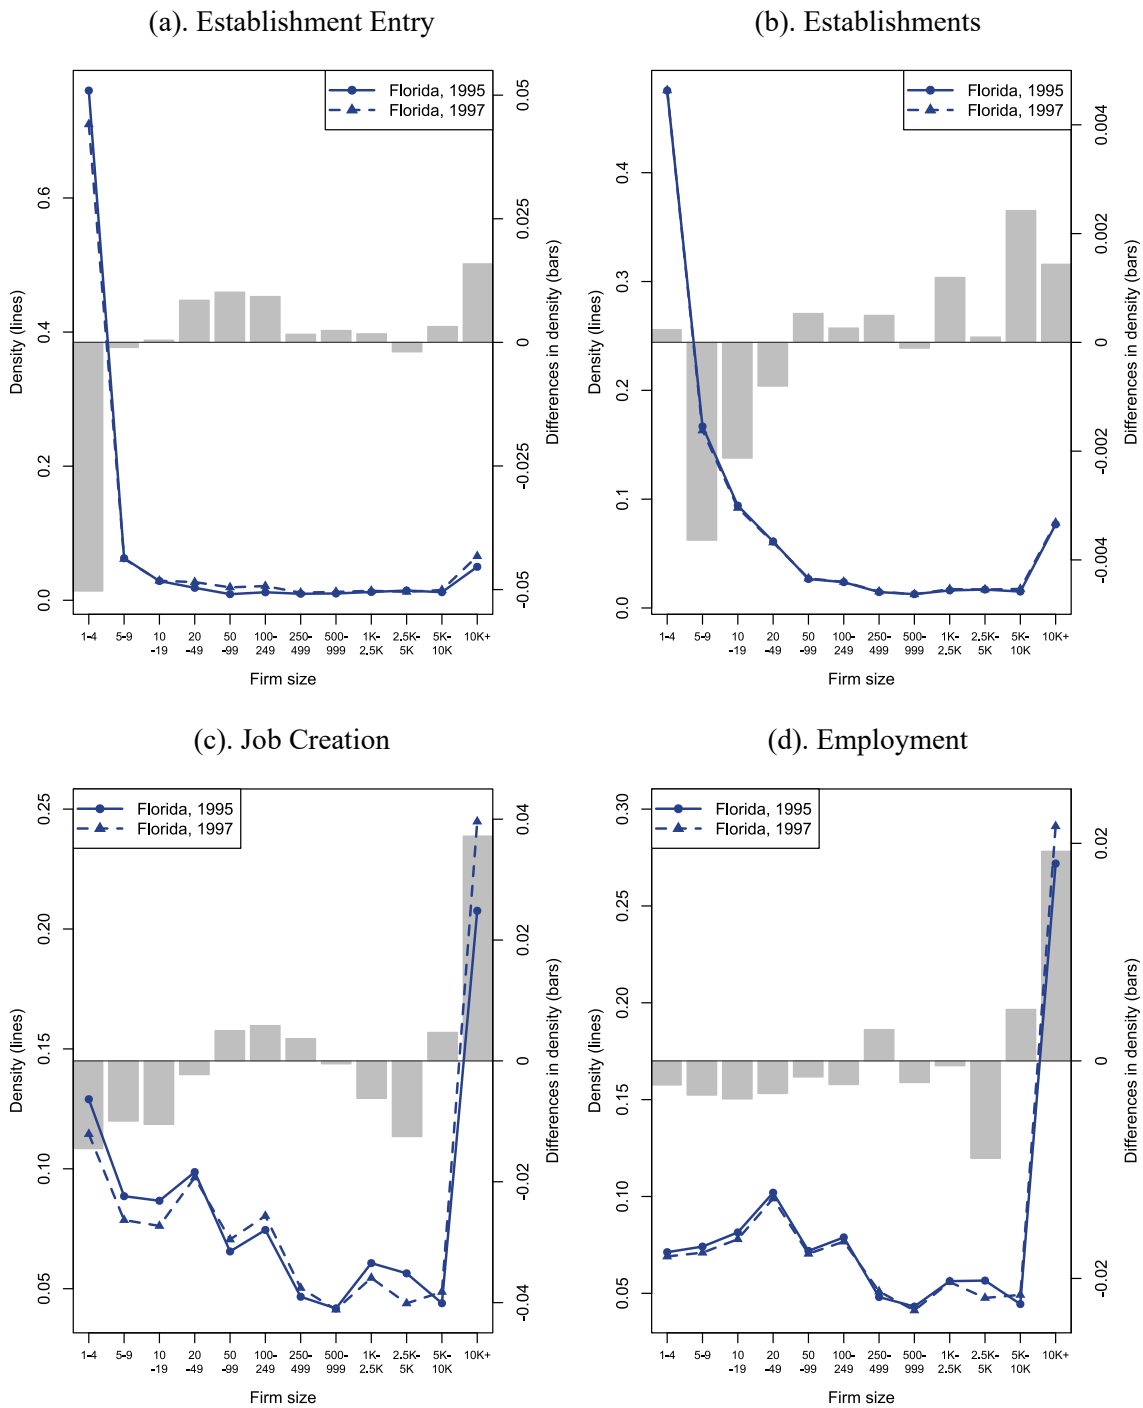 (a). Establishment Entry
Florida, 1995
Florida, 1997
Density (lines)
0.0
0.2
0.4
0.6
Differences in density (bars)
-0.05
-0.025
0
0.025
0.05
1-4 5-9 10 -19 20 -49 50 -99 100- 249 250- 499 500- 999 1K- 2.5K 2.5K- 5K 5K- 10K 10K+
Firm size
(b). Establishments
Florida, 1995
Florida, 1997
Density (lines)
0.0
0.1
0.2
0.3
0.4
Differences in density (bars)
-0.004
-0.002
0
0.002
0.004
1-4 5-9 10 -19 20 -49 50 -99 100- 249 250- 499 500- 999 1K- 2.5K 2.5K- 5K 5K- 10K 10K+
Firm size
(c). Job Creation
Florida, 1995
Florida, 1997
Density (lines)
0.05
0.10
0.15
0.20
0.25
Differences in density (bars)
-0.04
-0.02
0
0.02
0.04
1-4 5-9 10 -19 20 -49 50 -99 100- 249 250- 499 500- 999 1K- 2.5K 2.5K- 5K 5K- 10K 10K+
Firm size
(d). Employment
Florida, 1995
Florida, 1997
Density (lines)
0.05
0.10
0.15
0.20
0.25
0.30
Differences in density (bars)
-0.02
0
0.02
1-4 5-9 10 -19 20 -49 50 -99 100- 249 250- 499 500- 999 1K- 2.5K 2.5K- 5K 5K- 10K 10K+
Firm size